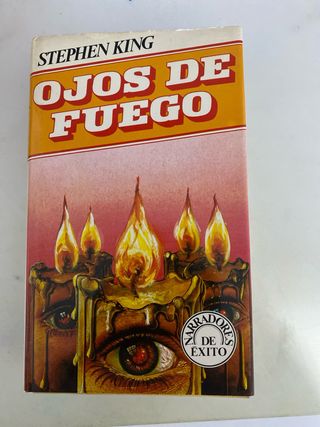 STEPHEN KING
OJOS DE
FUEGO
NARRADORES
DE
ÉXITO